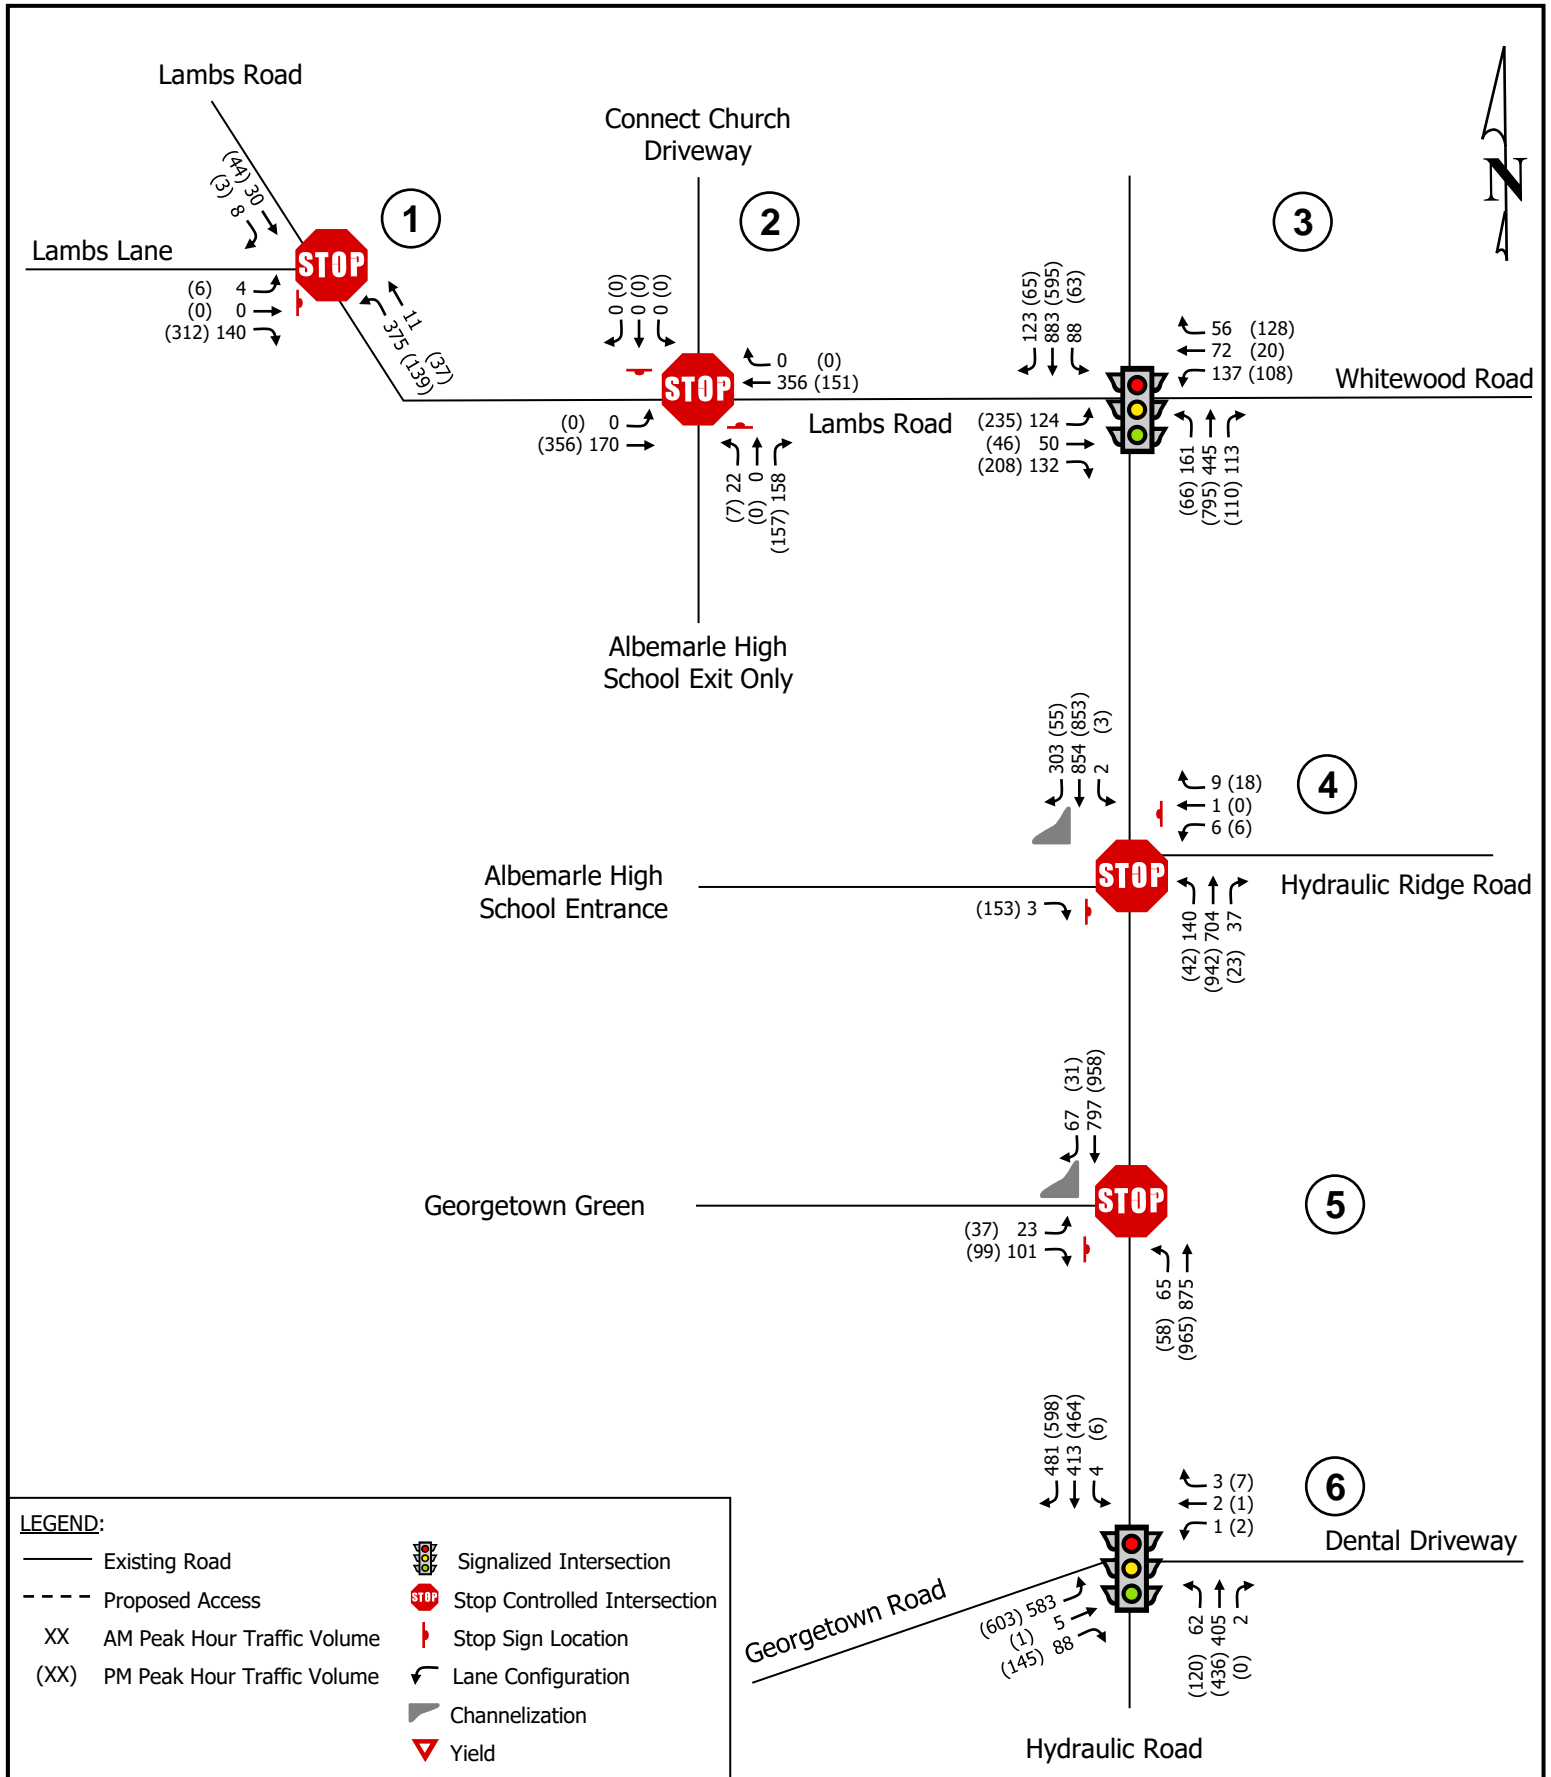 Lambs Road
Connect Church
Driveway
N
1
2
3
(44) 30
(3) 8
Lambs Lane
STOP
(6) 4
(0) 0
(312) 140
11 (37)
375 (139)
0 (0)
0 (0)
0 (0)
STOP
0 (0)
356 (151)
(0) 0
(356) 170
Lambs Road
(7) 22
(0) 0
(157) 158
Albemarle High
School Exit Only
123 (65)
883 (595)
88 (63)
56 (128)
72 (20)
137 (108)
Whitewood Road
(235) 124
(46) 50
(208) 132
(66) 161
(795) 445
(110) 113
303 (55)
854 (853)
2 (3)
4
9 (18)
1 (0)
6 (6)
Albemarle High
School Entrance
STOP
Hydraulic Ridge Road
(153) 3
(42) 140
(942) 704
(23) 37
67 (31)
797 (958)
Georgetown Green
STOP
5
(37) 23
(99) 101
(58) 65
(965) 875
481 (598)
413 (464)
4 (6)
6
3 (7)
2 (1)
1 (2)
Dental Driveway
Georgetown Road
(603) 583
(1) 5
(145) 88
(120) 62
(436) 405
(0) 2
Hydraulic Road
LEGEND:
Existing Road
Proposed Access
XX AM Peak Hour Traffic Volume
(XX) PM Peak Hour Traffic Volume
Signalized Intersection
STOP Stop Controlled Intersection
Stop Sign Location
Lane Configuration
Channelization
Yield